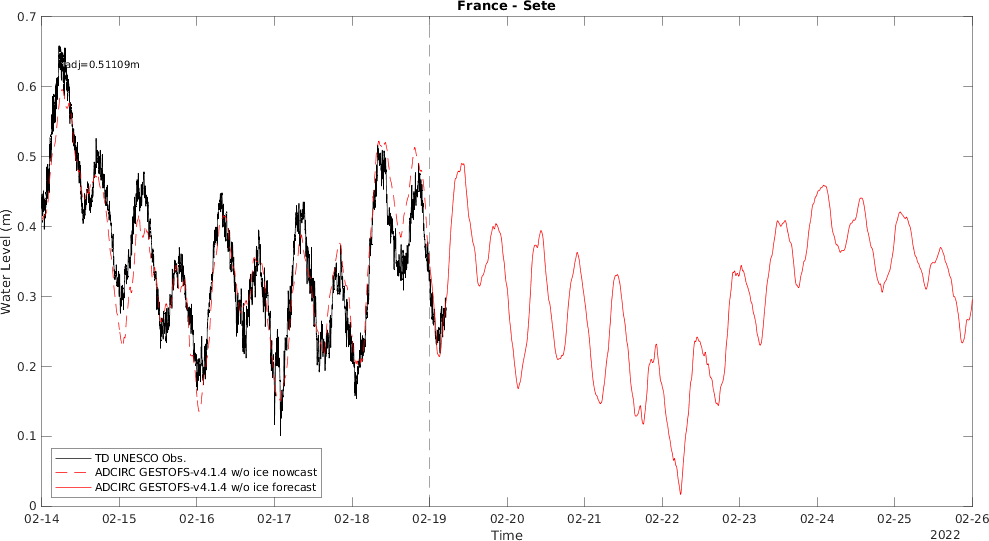 France - Sete
0.7
0.6
0.5
0.4
0.3
0.2
0.1
0
Water Level (m)
adj=0.51109m
TD UNESCO Obs.
ADCIRC GESTOFS-v4.1.4 w/o ice nowcast
ADCIRC GESTOFS-v4.1.4 w/o ice forecast
02-14 02-15 02-16 02-17 02-18 02-19 02-20 02-21 02-22 02-23 02-24 02-25 02-26
Time
2022